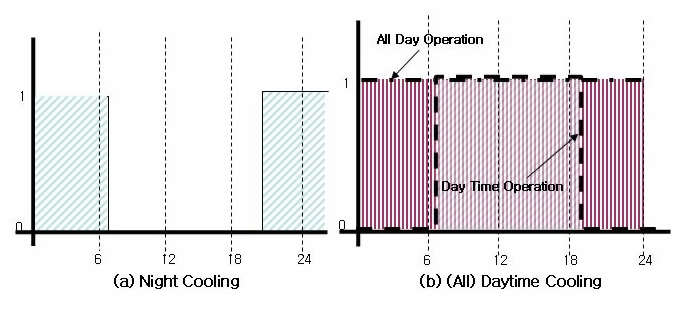 All Day Operation
1
1
Day Time Operation
0
0
6 12 18 24
6 12 18 24
(a) Night Cooling
(b) (All) Daytime Cooling